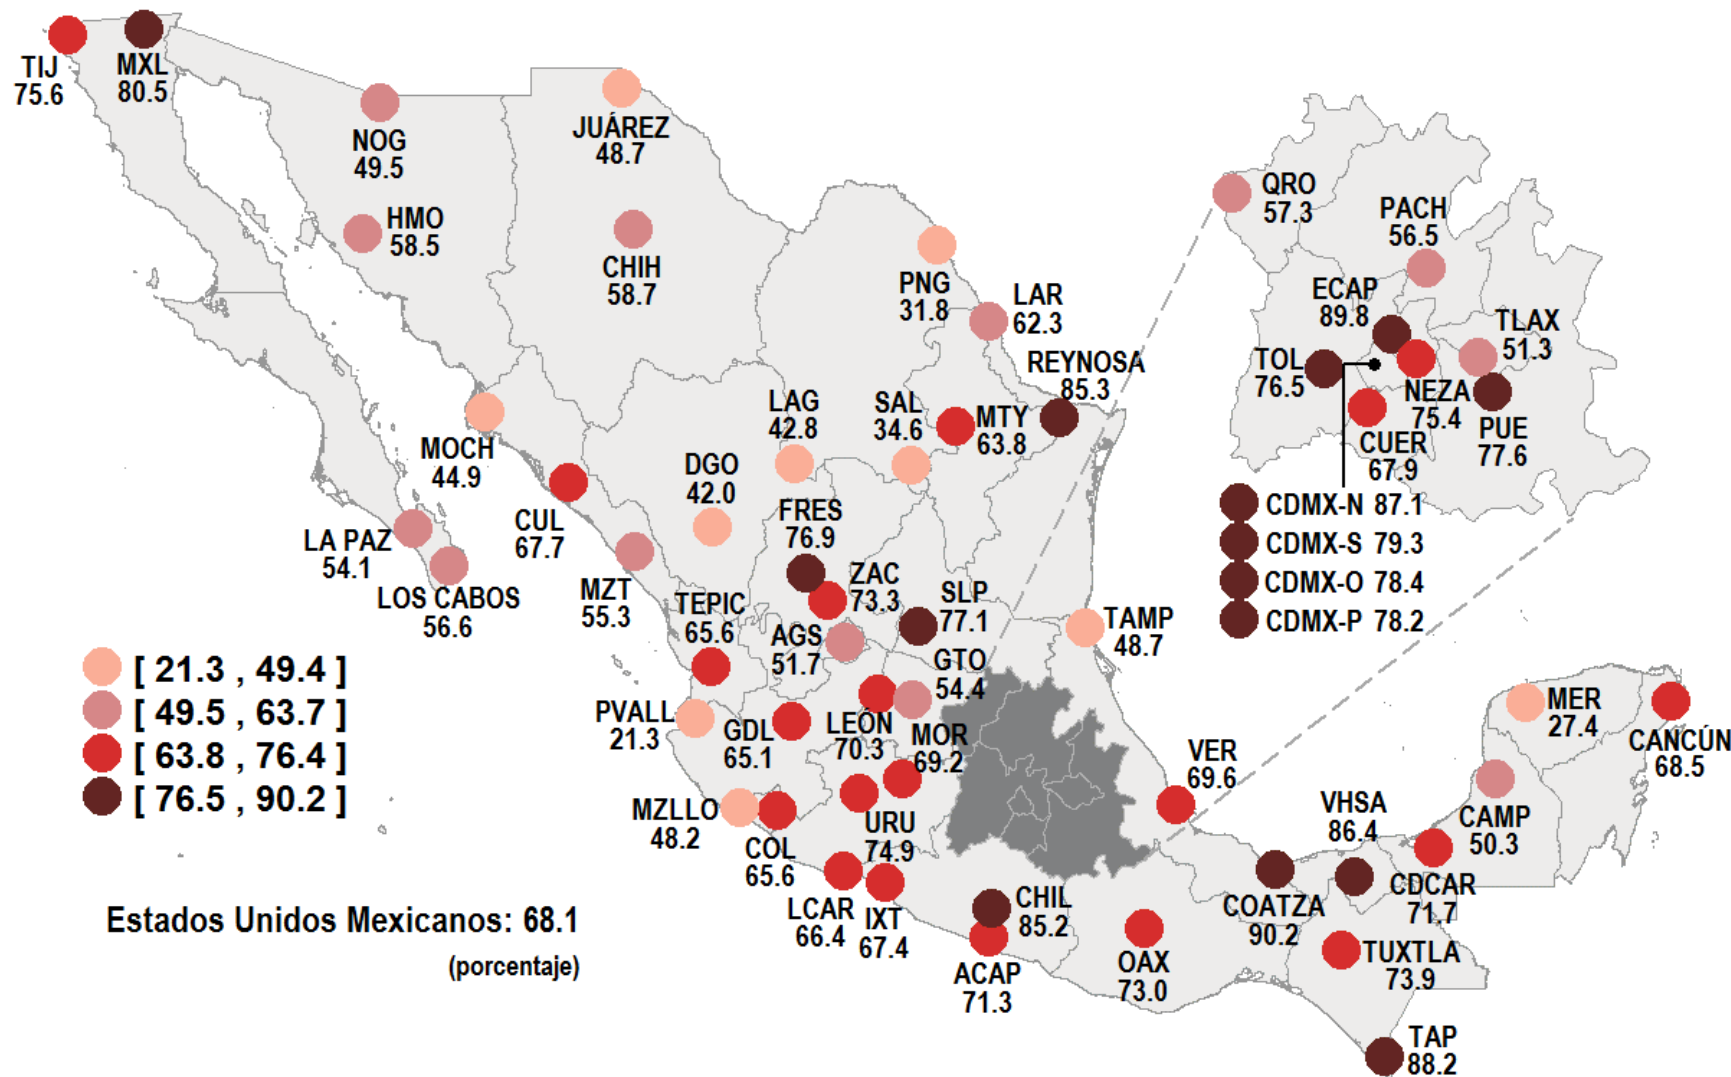 TIJ
75.6
MXL
80.5
NOG
49.5
HMO
58.5
JUÁREZ
48.7
CHIH
58.7
PNG
31.8
LAR
62.3
REYNOSA
85.3
MTY
63.8
SAL
34.6
LAG
42.8
DGO
42.0
MOCH
44.9
CUL
67.7
LA PAZ
54.1
LOS CABOS
56.6
MZT
55.3
FRES
76.9
ZAC
73.3
SLP
77.1
TEPIC
65.6
AGS
51.7
GTO
54.4
TAMP
48.7
PVALL
21.3
GDL
65.1
LEÓN
70.3
MOR
69.2
MZLLO
48.2
COL
65.6
URU
74.9
LCAR
66.4
IXT
67.4
CHIL
85.2
ACAP
71.3
OAX
73.0
VER
69.6
COATZA
90.2
VHSA
86.4
CDCAR
71.7
TUXTLA
73.9
TAP
88.2
CAMP
50.3
MER
27.4
CANCÚN
68.5
QRO
57.3
PACH
56.5
ECAP
89.8
TLAX
51.3
TOL
76.5
NEZA
75.4
CUER
67.9
PUE
77.6
CDMX-N 87.1
CDMX-S 79.3
CDMX-O 78.4
CDMX-P 78.2
[ 21.3 , 49.4 ]
[ 49.5 , 63.7 ]
[ 63.8 , 76.4 ]
[ 76.5 , 90.2 ]
Estados Unidos Mexicanos: 68.1
(porcentaje)